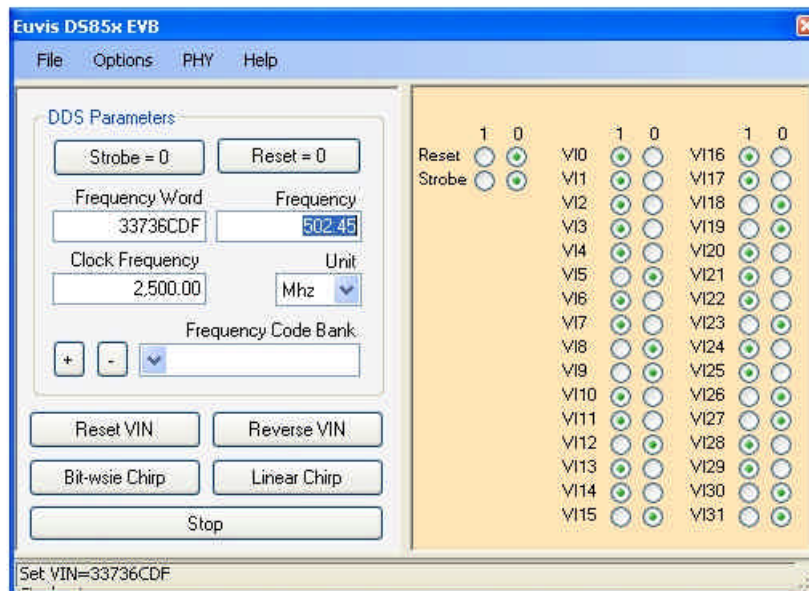 Euvis DS85x EVB
File Options PHY Help
DDS Parameters
Strobe = 0 Reset = 0
Frequency Word Frequency
33736CDF 502.45
Clock Frequency Unit
2,500.00 Mhz
Frequency Code Bank
+ -
Reset VIN Reverse VIN
Bit-wsie Chirp Linear Chirp
Stop
1 0 1 0 1 0
Reset VI0 VI16
Strobe VI1 VI17
VI2 VI18
VI3 VI19
VI4 VI20
VI5 VI21
VI6 VI22
VI7 VI23
VI8 VI24
VI9 VI25
VI10 VI26
VI11 VI27
VI12 VI28
VI13 VI29
VI14 VI30
VI15 VI31
Set VIN=33736CDF